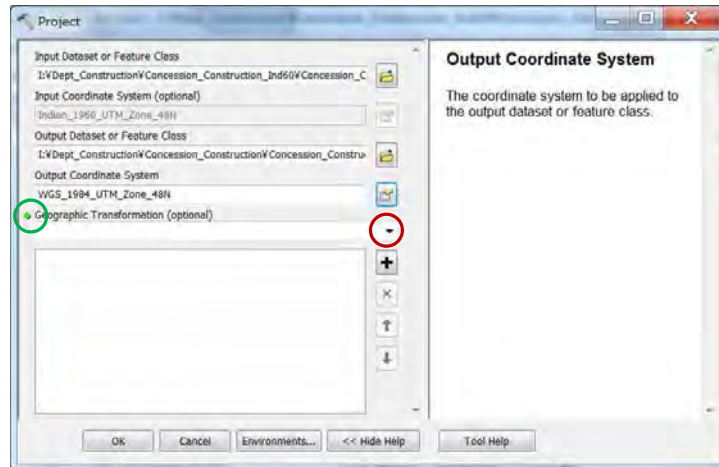 Project
Input Dataset or Feature Class
I:¥Dept_Construction¥Concession_Construction_Ind60¥Concession_C
Input Coordinate System (optional)
Indian_1960_UTM_Zone_48N
Output Dataset or Feature Class
I:¥Dept_Construction¥Concession_Construction¥Concession_Constru
Output Coordinate System
WGS_1984_UTM_Zone_48N
Geographic Transformation (optional)
OK
Cancel
Environments...
<< Hide Help
Output Coordinate System
The coordinate system to be applied to
the output dataset or feature class.
Tool Help